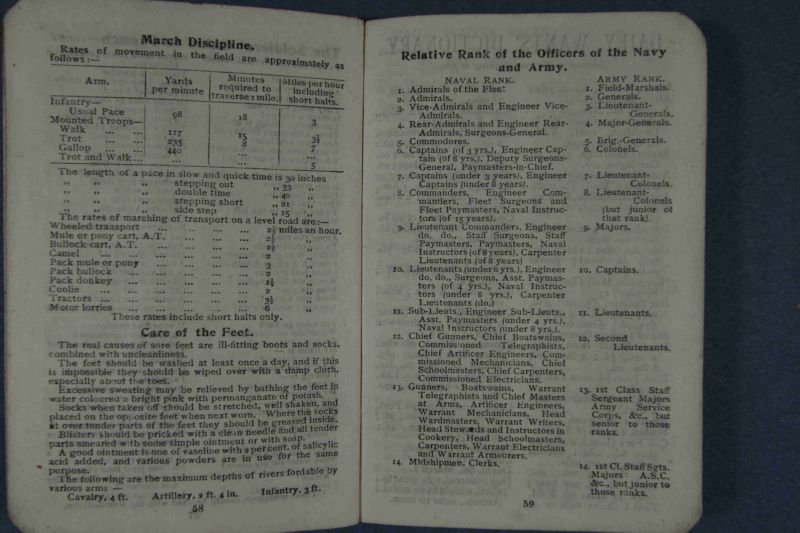 March Discipline.
Rates of movement in the field are approximately as
follows :—
Arm.
Yards
per minute
Minutes
required to
traverse 1 mile.
Miles per hour
including
short halts.
Infantry—
Usual Pace 98 18 3
Mounted Troops—
Walk ... ... 117 15 3½
Trot ... ... 235 8 7
Gallop ... ... 440 ... ...
Trot and Walk... ... ... 5
The length of a pace in slow and quick time is 30 inches
" " " stepping out " 33 "
" " " double time " 40 "
" " " stepping short " 21 "
" " " side step " 15 "
The rates of marching of transport on a level road are:—
Wheeled transport ... ... ... ... 2½ miles an hour.
Mule or pony cart, A.T. ... ... ... 2½ "
Bullock cart, A.T. ... ... ... ... 1½ "
Camel ... ... ... ... ... 2 "
Pack mule or pony ... ... ... ... 3 "
Pack bullock ... ... ... ... 2 "
Pack donkey ... ... ... ... 1½ "
Coolie ... ... ... ... ... 2 "
Tractors ... ... ... ... ... 3½ "
Motor lorries ... ... ... ... 6 "
These rates include short halts only.
Care of the Feet.
The real causes of sore feet are ill-fitting boots and socks,
combined with uncleanliness.
The feet should be washed at least once a day, and if this
is impossible they should be wiped over with a damp cloth,
especially about the toes.
Excessive sweating may be relieved by bathing the feet in
water coloured a bright pink with permanganate of potash.
Socks when taken off should be stretched, well shaken, and
placed on the opposite feet when next worn. Where the socks
at over tender parts of the feet they should be greased inside.
Blisters should be pricked with a clean needle and all tender
parts smeared with some simple ointment or with soap.
A good ointment is one of vaseline with 2 per cent. of salicylic
acid added, and various powders are in use for the same
purpose.
The following are the maximum depths of rivers fordable by
various arms —
Cavalry, 4 ft. Artillery, 2 ft. 4 in. Infantry, 3 ft.
58
Relative Rank of the Officers of the Navy
and Army.
NAVAL RANK.
1. Admirals of the Fleet
2. Admirals.
3. Vice-Admirals and Engineer Vice-
Admirals.
4. Rear-Admirals and Engineer Rear-
Admirals, Surgeons-General.
5. Commodores.
6. Captains (of 3 yrs.), Engineer Cap-
tain (of 8 yrs.), Deputy Surgeons-
General, Paymasters-in-Chief.
7. Captains (under 3 years), Engineer
Captains (under 8 years).
8. Commanders, Engineer Com-
manders, Fleet Surgeons and
Fleet Paymasters, Naval Instruc-
tors (of 15 years).
9. Lieutenant Commanders, Engineer
do. do., Staff Surgeons, Staff
Paymasters, Paymasters, Naval
Instructors (of 8 years), Carpenter
Lieutenants (of 8 years)
10. Lieutenants (under 8 yrs.), Engineer
do. do., Surgeons, Asst. Paymas-
ters (of 4 yrs.), Naval Instruc-
tors (under 8 yrs.), Carpenter
Lieutenants (do.)
11. Sub-Lieuts., Engineer Sub-Lieuts.,
Asst. Paymasters (under 4 yrs.),
Naval Instructors (under 8 yrs.).
12. Chief Gunners, Chief Boatswains,
Commissioned Telegraphists,
Chief Artificer Engineers, Com-
missioned Mechanicians, Chief
Schoolmasters, Chief Carpenters,
Commissioned Electricians.
13. Gunners, Boatswains, Warrant
Telegraphists and Chief Masters
at Arms, Artificer Engineers,
Warrant Mechanicians, Head
Wardmasters, Warrant Writers,
Head Stewards and Instructors in
Cookery, Head Schoolmasters,
Carpenters, Warrant Electricians
and Warrant Armourers.
14. Midshipmen, Clerks.
ARMY RANK.
1. Field-Marshals.
2. Generals.
3. Lieutenant-
Generals.
4. Major-Generals.
5. Brig.-Generals.
6. Colonels.
7. Lieutenant-
Colonels.
8. Lieutenant-
Colonels
(but junior of
that rank).
9. Majors.
10. Captains.
11. Lieutenants.
12. Second
Lieutenants.
13. 1st Class Staff
Sergeant Majors
Army Service
Corps, &c., but
senior to those
ranks.
14. 1st Cl. Staff Sgts.
Majors A.S.C.
&c., but junior to
those ranks.
59